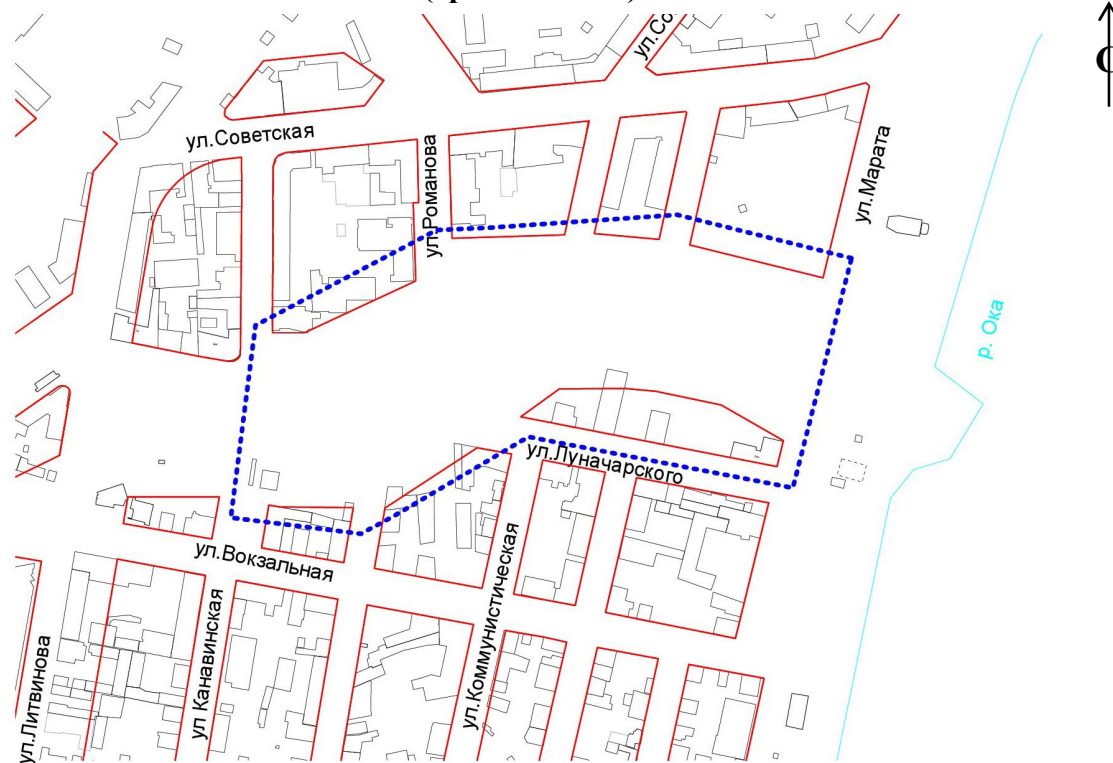 ул.Советская
ул.Романова
ул.Марата
р. Ока
ул.Луначарского
ул.Вокзальная
ул.Коммунистическая
ул Канавинская
ул.Литвинова